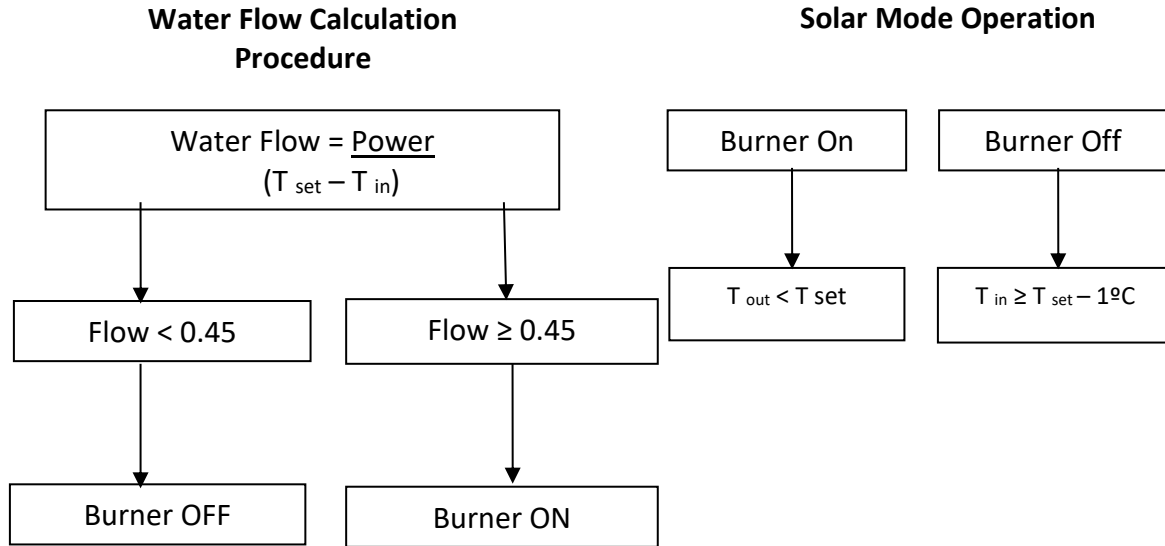 Water Flow Calculation
Procedure
Water Flow = Power
(T set – T in)
Flow < 0.45
Flow ≥ 0.45
Burner OFF
Burner ON
Solar Mode Operation
Burner On
Burner Off
T out < T set
T in ≥ T set – 1ºC